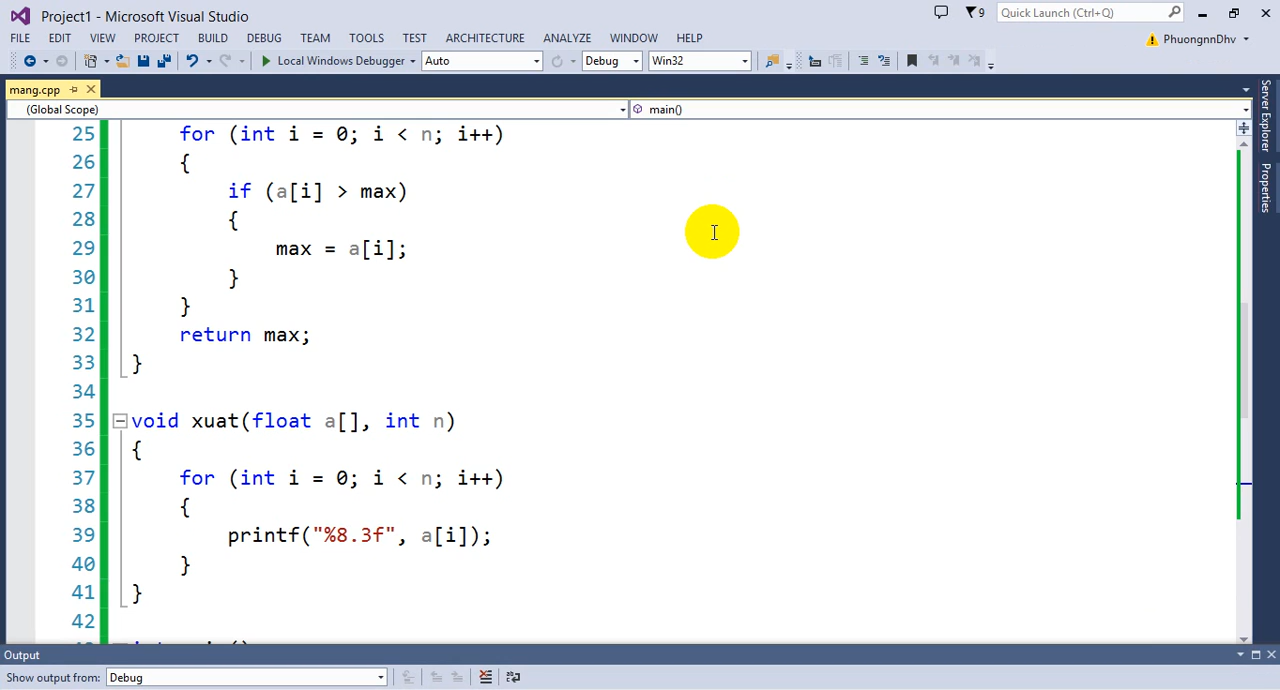 Project1 - Microsoft Visual Studio
9
Quick Launch (Ctrl+Q)
FILE EDIT VIEW PROJECT BUILD DEBUG TEAM TOOLS TEST ARCHITECTURE ANALYZE WINDOW HELP
PhuongnnDhv
Local Windows Debugger Auto Debug Win32
mang.cpp
(Global Scope) main()
25 for (int i = 0; i < n; i++)
26 {
27 if (a[i] > max)
28 {
29 max = a[i];
30 }
31 }
32 return max;
33 }
34
35 void xuat(float a[], int n)
36 {
37 for (int i = 0; i < n; i++)
38 {
39 printf("%8.3f", a[i]);
40 }
41 }
42
Output
Show output from: Debug
Server Explorer
Properties